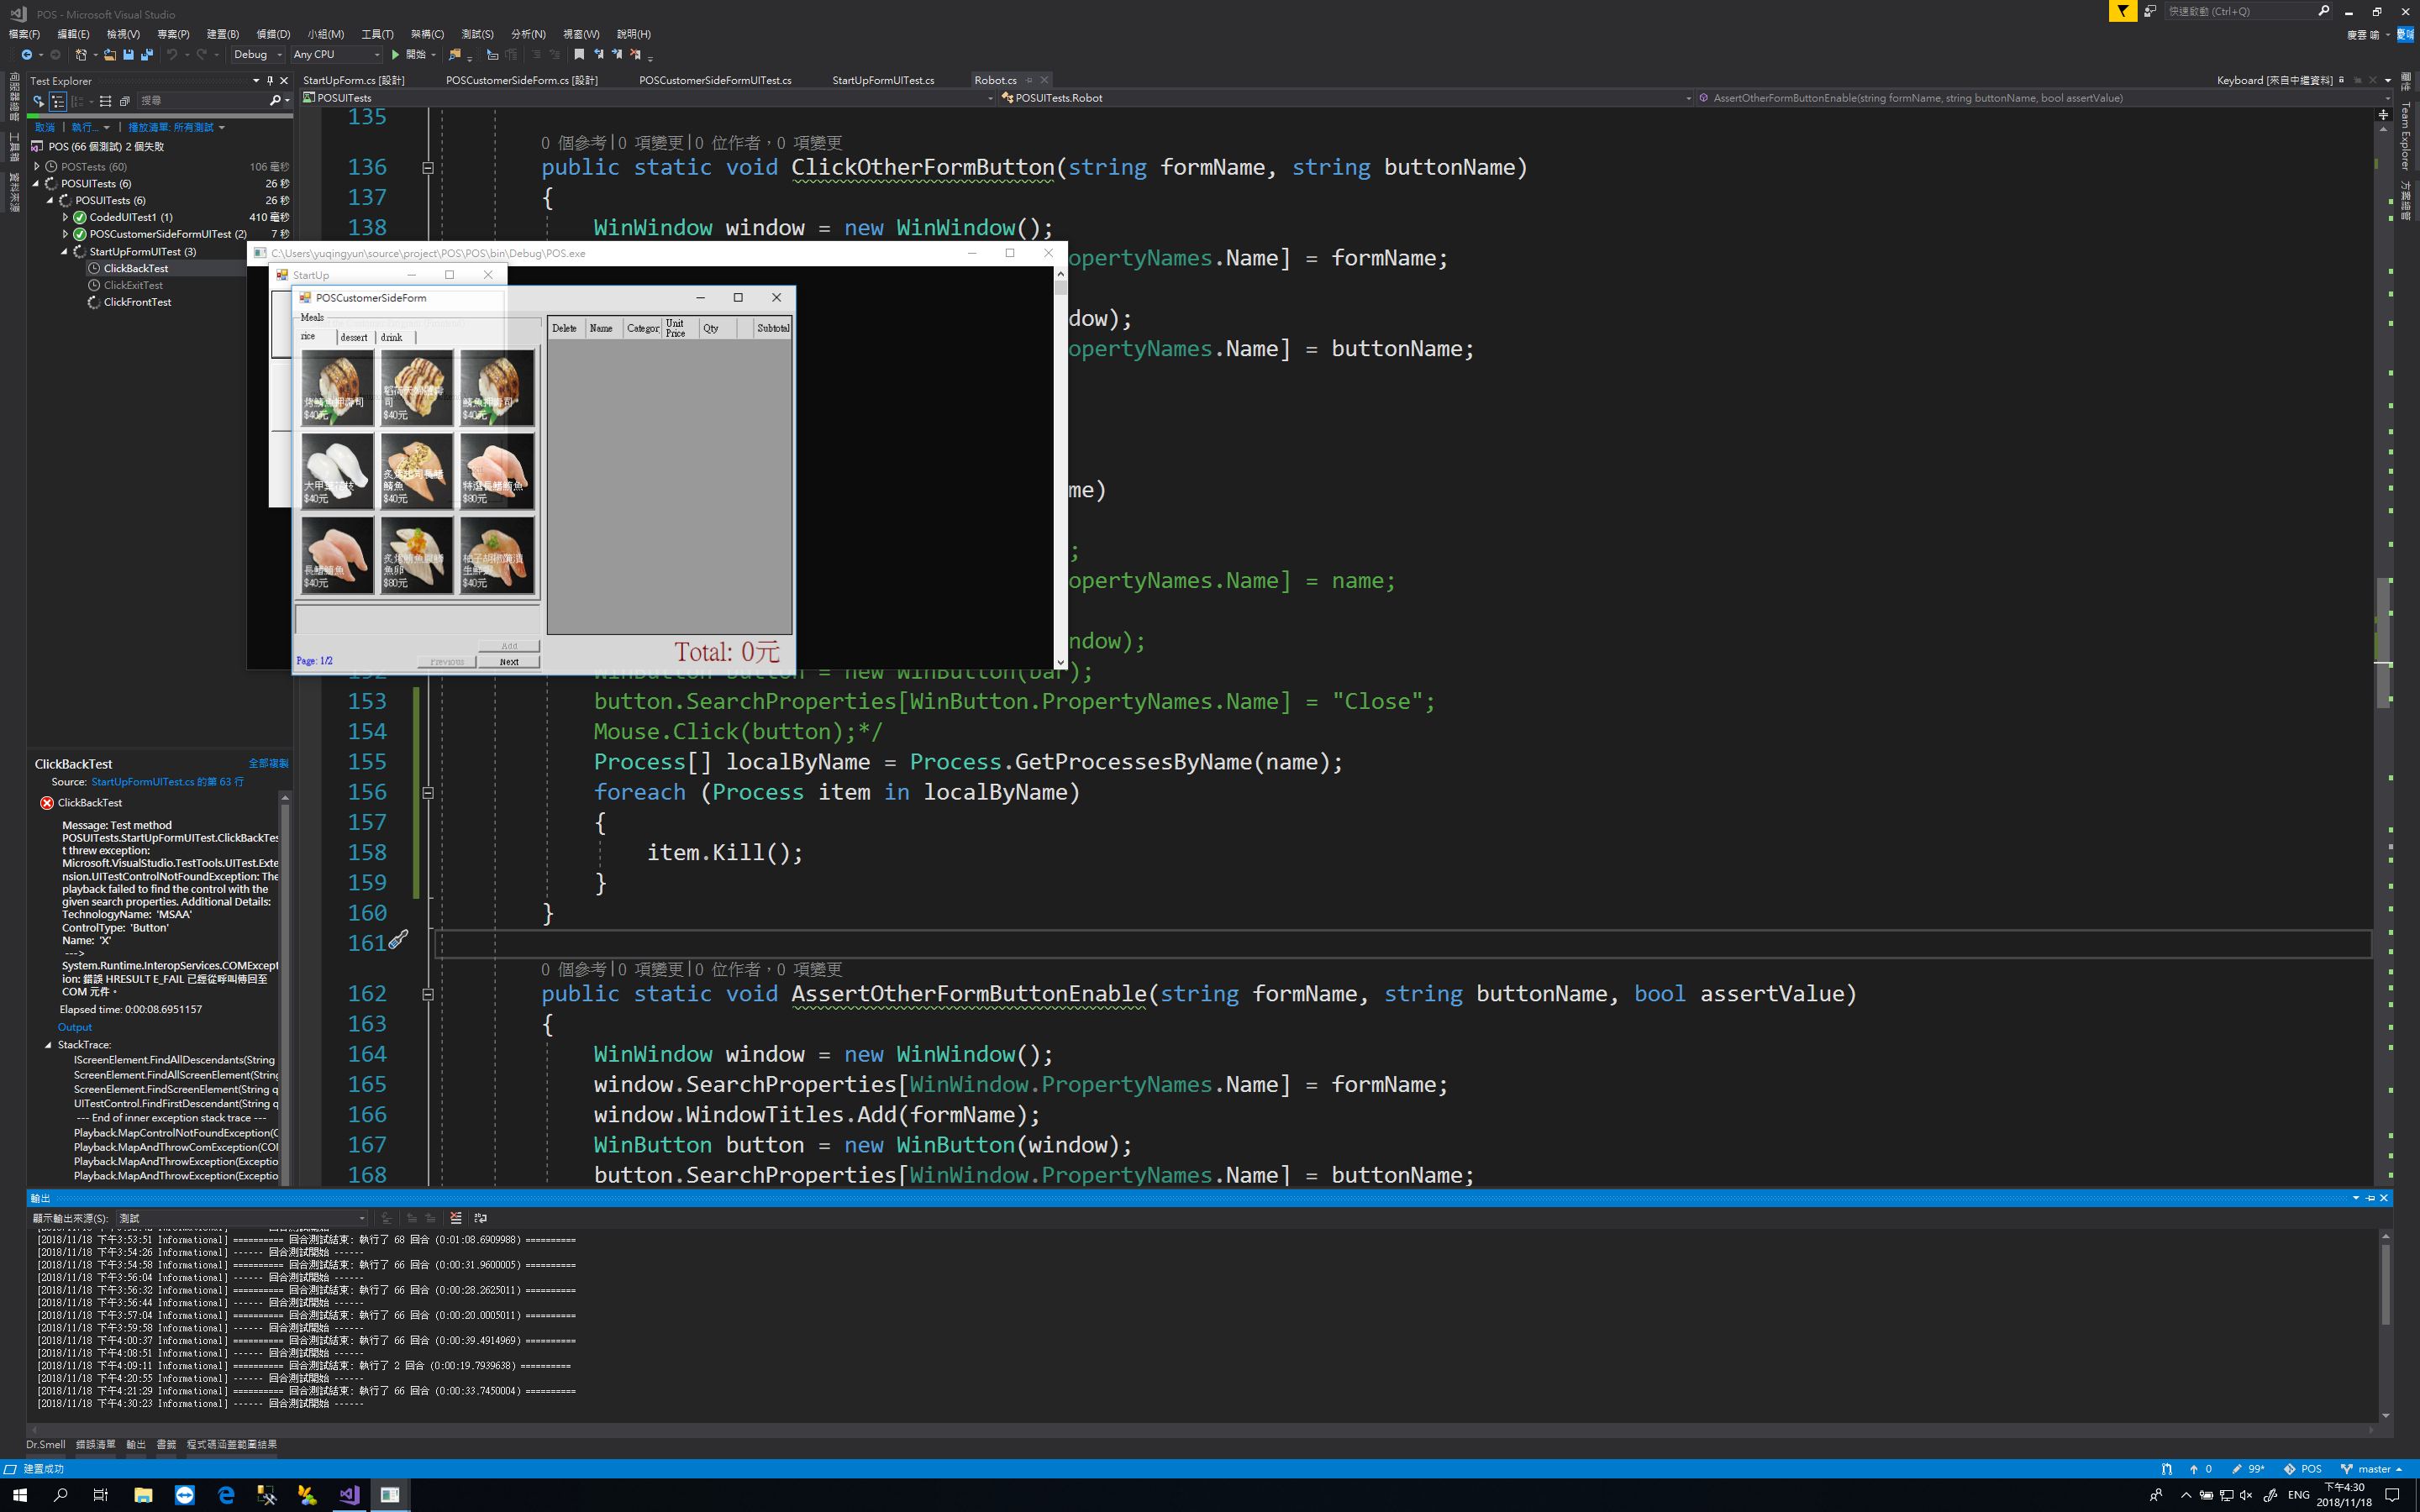 POS - Microsoft Visual Studio
快速啟動 (Ctrl+Q)
檔案(F) 編輯(E) 檢視(V) 專案(P) 建置(B) 偵錯(D) 小組(M) 工具(T) 架構(C) 測試(S) 分析(N) 視窗(W) 說明(H)
慶雲 喻
Debug Any CPU 開始
Test Explorer
StartUpForm.cs [設計] POSCustomerSideForm.cs [設計] POSCustomerSideFormUITest.cs StartUpFormUITest.cs Robot.cs
Keyboard [來自中繼資料]
搜尋
POSUITests POSUITests.Robot AssertOtherFormButtonEnable(string formName, string buttonName, bool assertValue)
取消 | 執行... | 播放清單: 所有測試
POS (66 個測試) 2 個失敗
POSTests (60) 106 毫秒
POSUITests (6) 26 秒
POSUITests (6) 26 秒
CodedUITest1 (1) 410 毫秒
POSCustomerSideFormUITest (2) 7 秒
StartUpFormUITest (3)
ClickBackTest
ClickExitTest
ClickFrontTest
Team Explorer
135
0 個參考|0 項變更|0 位作者，0 項變更
136 public static void ClickOtherFormButton(string formName, string buttonName)
137 {
138 WinWindow window = new WinWindow();
opertyNames.Name] = formName;
dow);
opertyNames.Name] = buttonName;
me)
;
opertyNames.Name] = name;
ndow);
152 WinButton button = new WinButton(bar);
153 button.SearchProperties[WinButton.PropertyNames.Name] = "Close";
154 Mouse.Click(button);*/
155 Process[] localByName = Process.GetProcessesByName(name);
156 foreach (Process item in localByName)
157 {
158 item.Kill();
159 }
160 }
161
0 個參考|0 項變更|0 位作者，0 項變更
162 public static void AssertOtherFormButtonEnable(string formName, string buttonName, bool assertValue)
163 {
164 WinWindow window = new WinWindow();
165 window.SearchProperties[WinWindow.PropertyNames.Name] = formName;
166 window.WindowTitles.Add(formName);
167 WinButton button = new WinButton(window);
168 button.SearchProperties[WinWindow.PropertyNames.Name] = buttonName;
C:\Users\yuqingyun\source\project\POS\POS\bin\Debug\POS.exe
StartUp
POSCustomerSideForm
Meals
rice dessert drink
Delete Name Categor Unit Price Qty Subtotal
$40元 $40元 $40元
$40元 $40元 $80元
$40元 $80元 $40元
Add
Page: 1/2 Previous Next
Total: 0元
ClickBackTest 全部複製
Source: StartUpFormUITest.cs 的第 63 行
ClickBackTest
Message: Test method
POSUITests.StartUpFormUITest.ClickBackTes
t threw exception:
Microsoft.VisualStudio.TestTools.UITest.Exte
nsion.UITestControlNotFoundException: The
playback failed to find the control with the
given search properties. Additional Details:
TechnologyName: 'MSAA'
ControlType: 'Button'
Name: 'X'
--->
System.Runtime.InteropServices.COMExcept
ion: 錯誤 HRESULT E_FAIL 已經從呼叫傳回至
COM 元件。
Elapsed time: 0:00:08.6951157
Output
StackTrace:
IScreenElement.FindAllDescendants(String
ScreenElement.FindAllScreenElement(String
ScreenElement.FindScreenElement(String q
UITestControl.FindFirstDescendant(String q
--- End of inner exception stack trace ---
Playback.MapControlNotFoundException(C
Playback.MapAndThrowComException(COI
Playback.MapAndThrowException(Exceptio
Playback.MapAndThrowException(Exceptio
輸出
顯示輸出來源(S): 測試
[2018/11/18 下午3:53:51 Informational] ========== 回合測試結束: 執行了 68 回合 (0:01:08.6909988) ==========
[2018/11/18 下午3:54:26 Informational] ------ 回合測試開始 ------
[2018/11/18 下午3:54:58 Informational] ========== 回合測試結束: 執行了 66 回合 (0:00:31.9600005) ==========
[2018/11/18 下午3:56:04 Informational] ------ 回合測試開始 ------
[2018/11/18 下午3:56:32 Informational] ========== 回合測試結束: 執行了 66 回合 (0:00:28.2625011) ==========
[2018/11/18 下午3:56:44 Informational] ------ 回合測試開始 ------
[2018/11/18 下午3:57:04 Informational] ========== 回合測試結束: 執行了 66 回合 (0:00:20.0005011) ==========
[2018/11/18 下午3:59:58 Informational] ------ 回合測試開始 ------
[2018/11/18 下午4:00:37 Informational] ========== 回合測試結束: 執行了 66 回合 (0:00:39.4914969) ==========
[2018/11/18 下午4:08:51 Informational] ------ 回合測試開始 ------
[2018/11/18 下午4:09:11 Informational] ========== 回合測試結束: 執行了 2 回合 (0:00:19.7939638) ==========
[2018/11/18 下午4:20:55 Informational] ------ 回合測試開始 ------
[2018/11/18 下午4:21:29 Informational] ========== 回合測試結束: 執行了 66 回合 (0:00:33.7450004) ==========
[2018/11/18 下午4:30:23 Informational] ------ 回合測試開始 ------
Dr.Smell 錯誤清單 輸出 書籤 程式碼涵蓋範圍結果
建置成功
0 99* POS master
ENG 下午4:30
2018/11/18